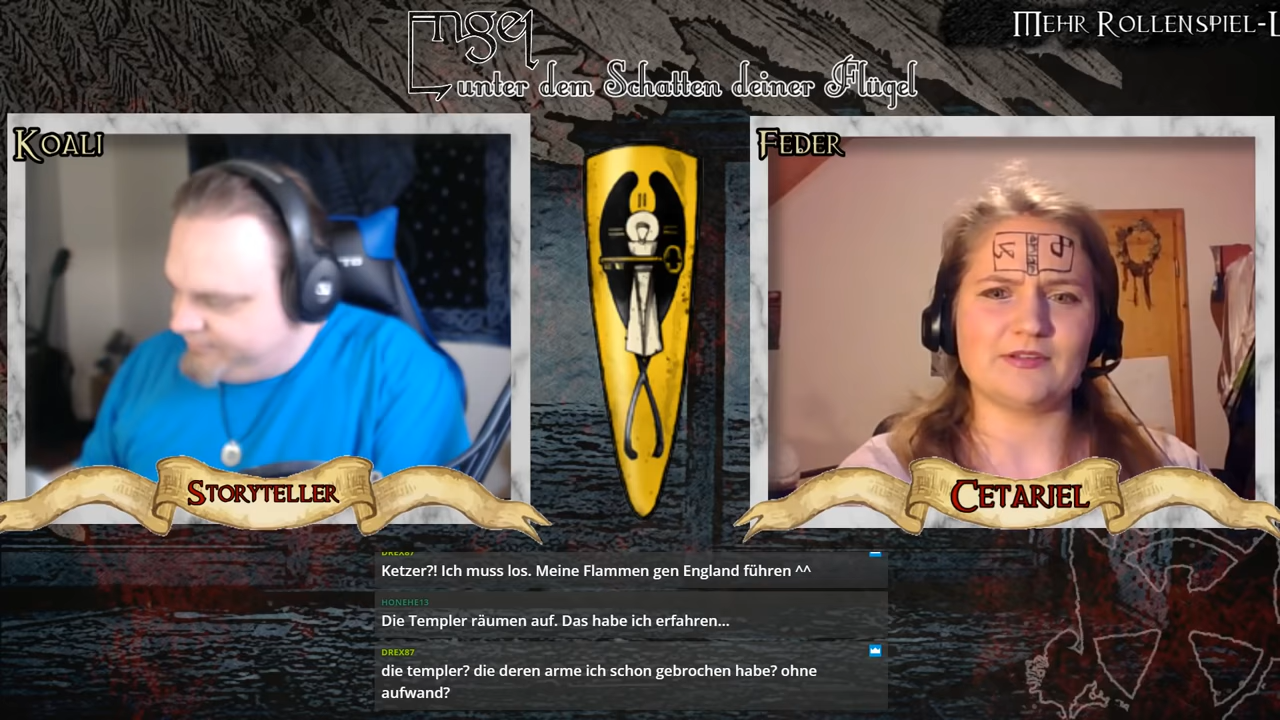 Engel
unter dem Schatten deiner Flügel
MEHR ROLLENSPIEL-
KOALI
FEDER
STORYTELLER
CETARIEL
DREX87
Ketzer?! Ich muss los. Meine Flammen gen England führen ^^
HONEHE13
Die Templer räumen auf. Das habe ich erfahren...
DREX87
die templer? die deren arme ich schon gebrochen habe? ohne
aufwand?